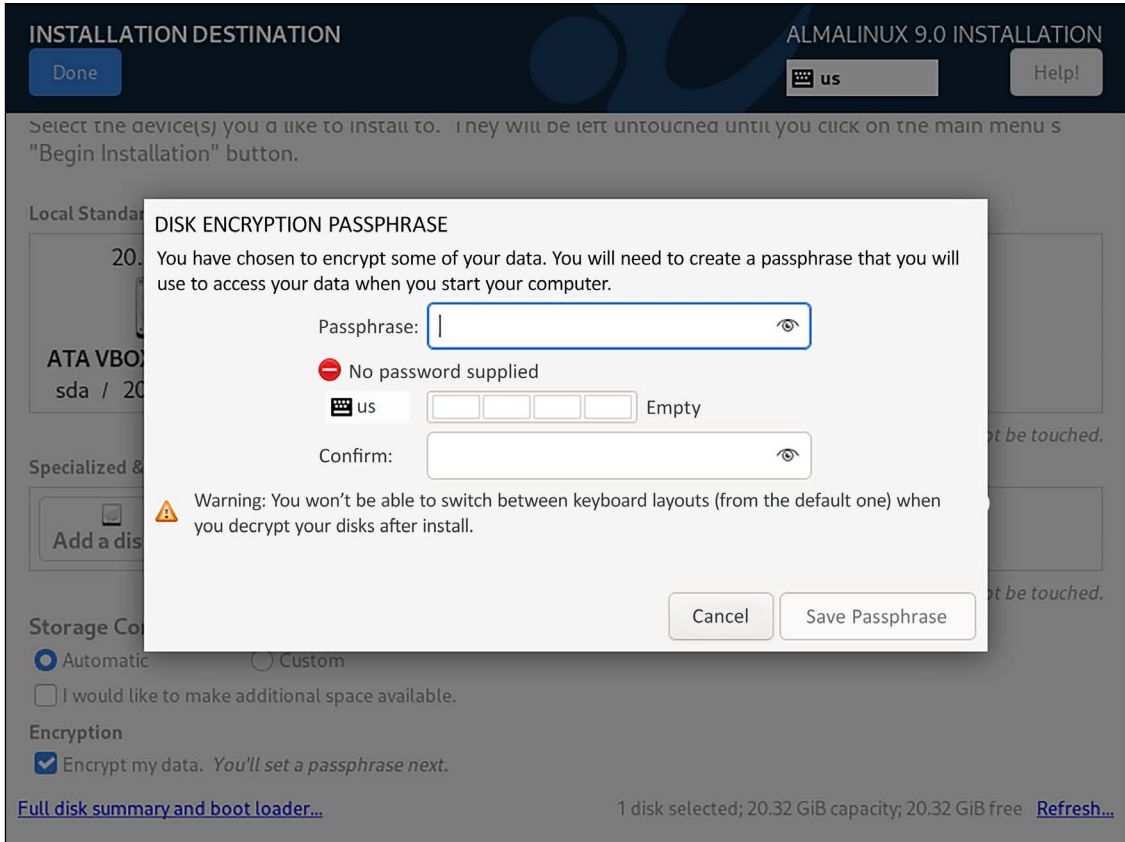 INSTALLATION DESTINATION
ALMALINUX 9.0 INSTALLATION
Done
us
Help!
Select the device(s) you'd like to install to. They will be left untouched until you click on the main menu's
"Begin Installation" button.
Local Standar
DISK ENCRYPTION PASSPHRASE
You have chosen to encrypt some of your data. You will need to create a passphrase that you will
use to access your data when you start your computer.
20.
Passphrase:
ATA VBO
No password supplied
sda / 20
us
Empty
ot be touched.
Confirm:
Specialized &
Warning: You won't be able to switch between keyboard layouts (from the default one) when
you decrypt your disks after install.
Add a dis
ot be touched.
Cancel
Save Passphrase
Storage Co
Automatic
Custom
I would like to make additional space available.
Encryption
Encrypt my data. You'll set a passphrase next.
Full disk summary and boot loader...
1 disk selected; 20.32 GiB capacity; 20.32 GiB free
Refresh...